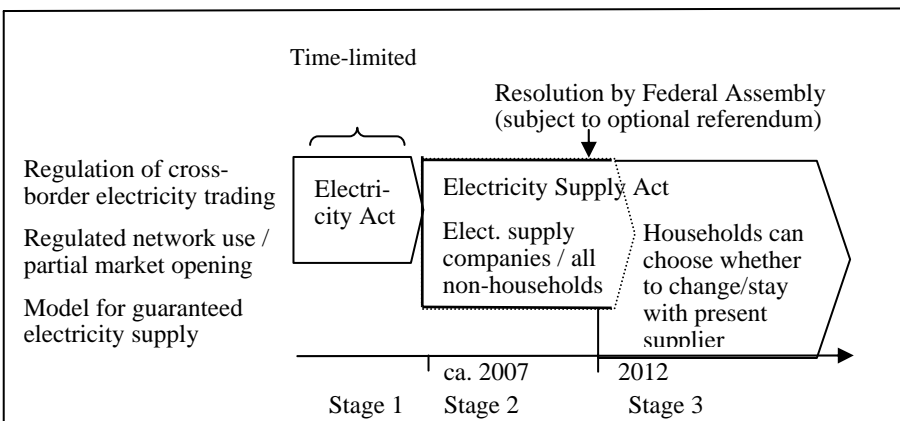 Time-limited
Resolution by Federal Assembly
(subject to optional referendum)
Regulation of cross-
border electricity trading
Regulated network use /
partial market opening
Model for guaranteed
electricity supply
Electri-
city Act
Electricity Supply Act
Elect. supply
companies / all
non-households
Households can
choose whether
to change/stay
with present
supplier
ca. 2007
2012
Stage 1
Stage 2
Stage 3